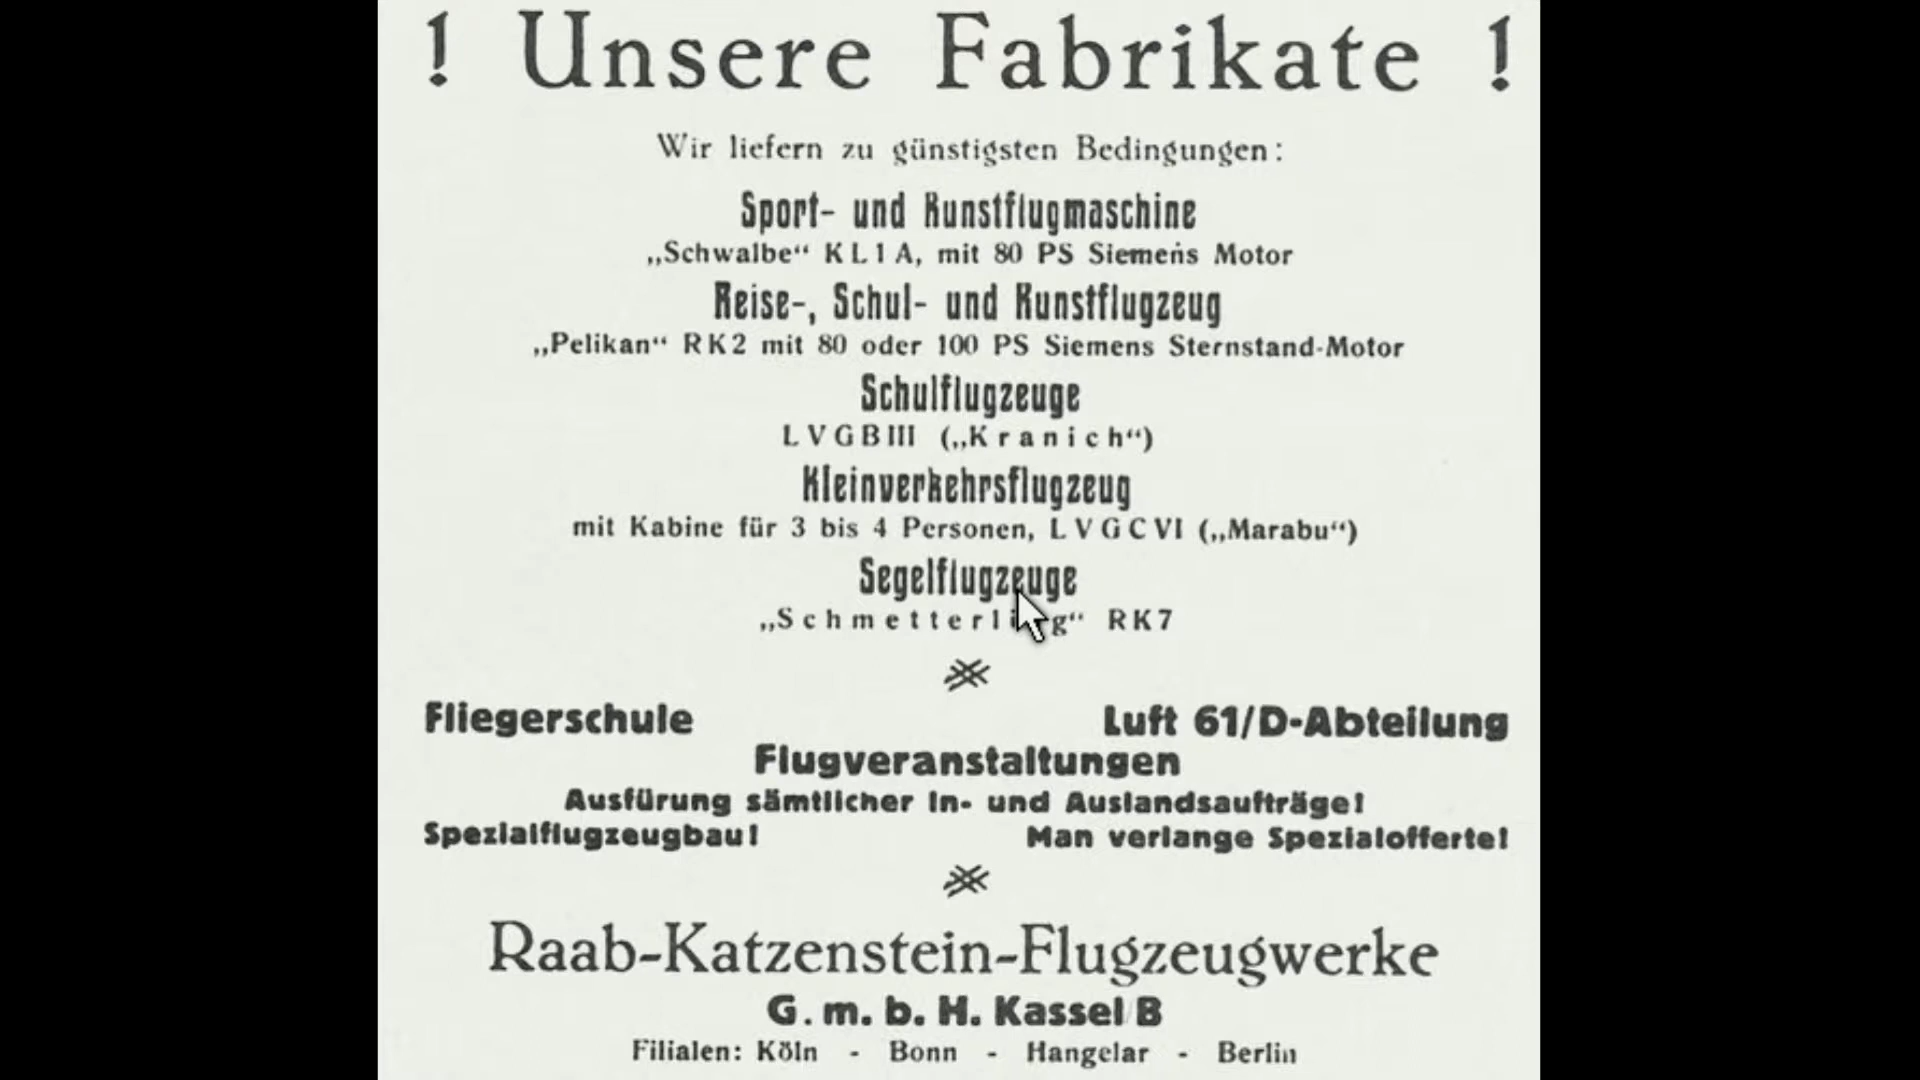 ! Unsere Fabrikate !
Wir liefern zu günstigsten Bedingungen:
Sport- und Kunstflugmaschine
„Schwalbe“ KL1A, mit 80 PS Siemens Motor
Reise-, Schul- und Kunstflugzeug
„Pelikan“ RK2 mit 80 oder 100 PS Siemens Sternstand-Motor
Schulflugzeuge
LVGBIII („Kranich“)
Kleinverkehrsflugzeug
mit Kabine für 3 bis 4 Personen, LVGCVI („Marabu“)
Segelflugzeuge
„Schmetterling“ RK7
Fliegerschule Luft 61/D-Abteilung
Flugveranstaltungen
Ausfürung sämtlicher In- und Auslandsaufträge!
Spezialflugzeugbau! Man verlange Spezialofferte!
Raab-Katzenstein-Flugzeugwerke
G. m. b. H. Kassel B
Filialen: Köln - Bonn - Hangelar - Berlin